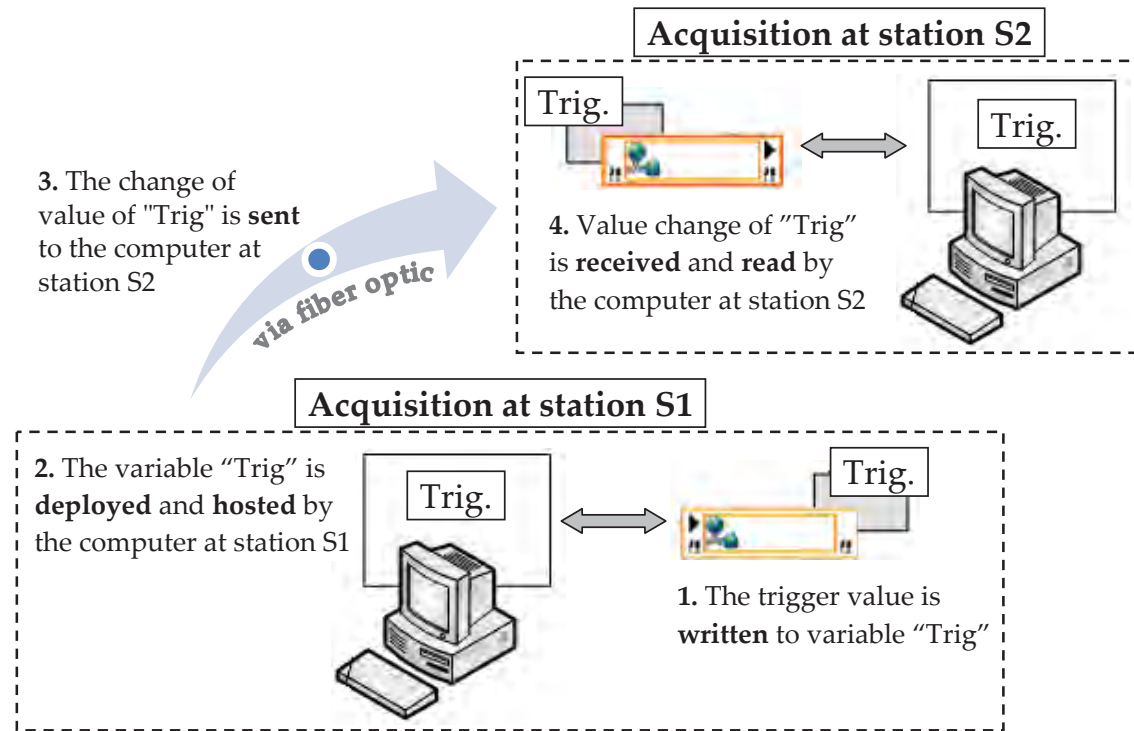 Acquisition at station S2
Trig.
Trig.
3. The change of
value of "Trig" is sent
to the computer at
station S2
4. Value change of ”Trig”
is received and read by
the computer at station S2
via fiber optic
Acquisition at station S1
2. The variable “Trig” is
deployed and hosted by
the computer at station S1
Trig.
Trig.
1. The trigger value is
written to variable “Trig”